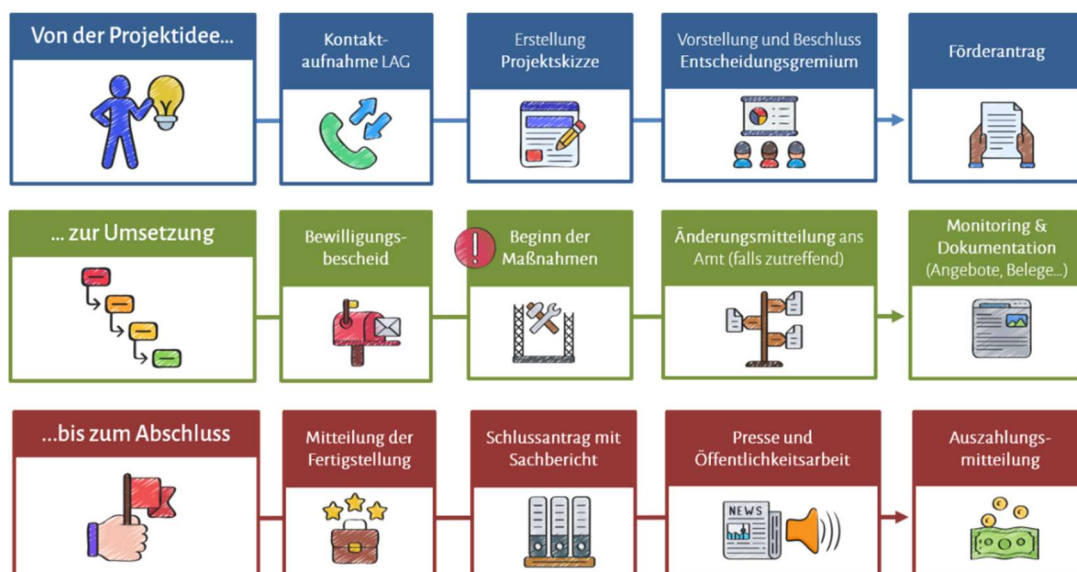 Von der Projektidee...
Kontakt-
aufnahme LAG
Erstellung
Projektskizze
Vorstellung und Beschluss
Entscheidungsgremium
Förderantrag
... zur Umsetzung
Bewilligungs-
bescheid
Beginn der
Maßnahmen
Änderungsmitteilung ans
Amt (falls zutreffend)
Monitoring &
Dokumentation
(Angebote, Belege...)
...bis zum Abschluss
Mitteilung der
Fertigstellung
Schlussantrag mit
Sachbericht
Presse und
Öffentlichkeitsarbeit
NEWS
Auszahlungs-
mitteilung